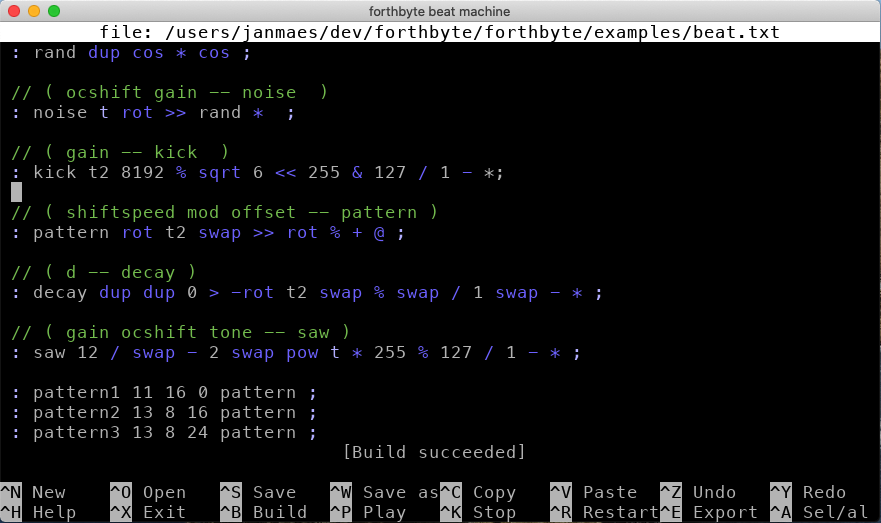 forthbyte beat machine
file: /users/janmaes/dev/forthbyte/forthbyte/examples/beat.txt
: rand dup cos * cos ;
// ( ocshift gain -- noise  )
: noise t rot >> rand *  ;
// ( gain -- kick  )
: kick t2 8192 % sqrt 6 << 255 & 127 / 1 - *;
// ( shiftspeed mod offset -- pattern )
: pattern rot t2 swap >> rot % + @ ;
// ( d -- decay )
: decay dup dup 0 > -rot t2 swap % swap / 1 swap - * ;
// ( gain ocshift tone -- saw )
: saw 12 / swap - 2 swap pow t * 255 % 127 / 1 - * ;
: pattern1 11 16 0 pattern ;
: pattern2 13 8 16 pattern ;
: pattern3 13 8 24 pattern ;
[Build succeeded]
^N New ^O Open ^S Save ^W Save as^C Copy ^V Paste ^Z Undo ^Y Redo
^H Help ^X Exit ^B Build ^P Play ^K Stop ^R Restart^E Export ^A Sel/al